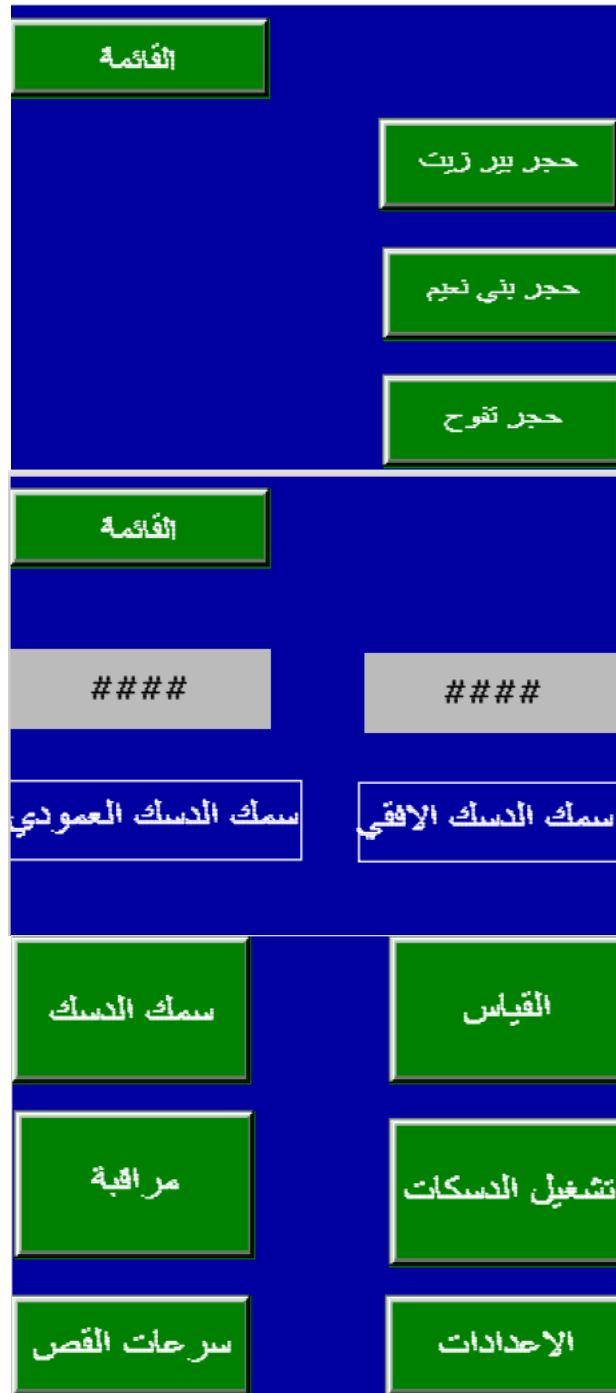 القائمة
حجر بير زيت
حجر بني نعيم
حجر تفوح
القائمة
####
####
سمك الدسك الافقي
سمك الدسك العمودي
القياس
سمك الدسك
تشغيل الدسكات
مراقبة
الاعدادات
سرعات القص